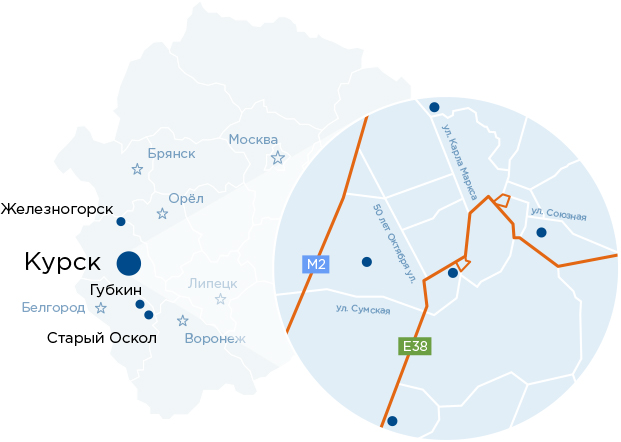 Москва
Брянск
Орёл
Железногорск
Курск
Губкин
Белгород
Липецк
Старый Оскол
Воронеж
ул. Карла Маркса
50 лет Октября ул.
ул. Союзная
M2
ул. Сумская
E38